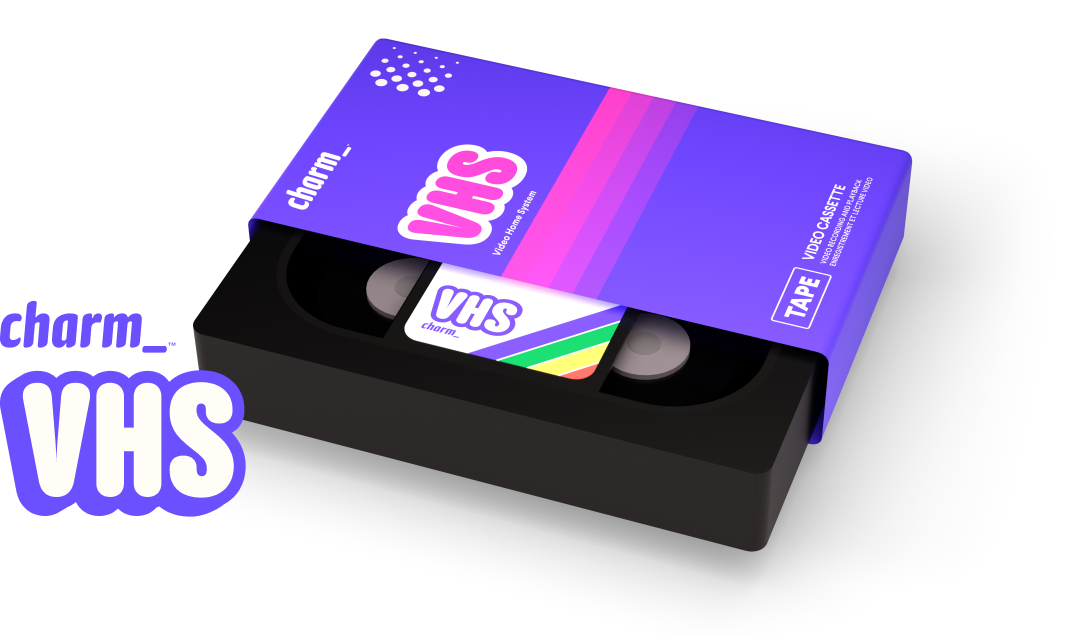 charm_
VHS
Video Home System
TAPE
VIDEO CASSETTE
VIDEO RECORDING AND PLAYBACK
ENREGISTREMENT ET LECTURE VIDEO
VHS
charm_
charm_™
VHS